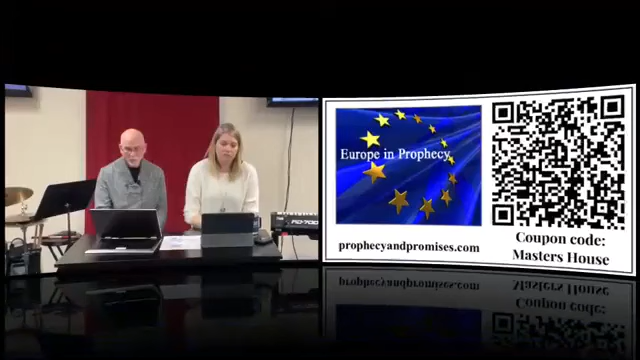 Europe in Prophecy
prophecyandpromises.com
Coupon code:
Masters House